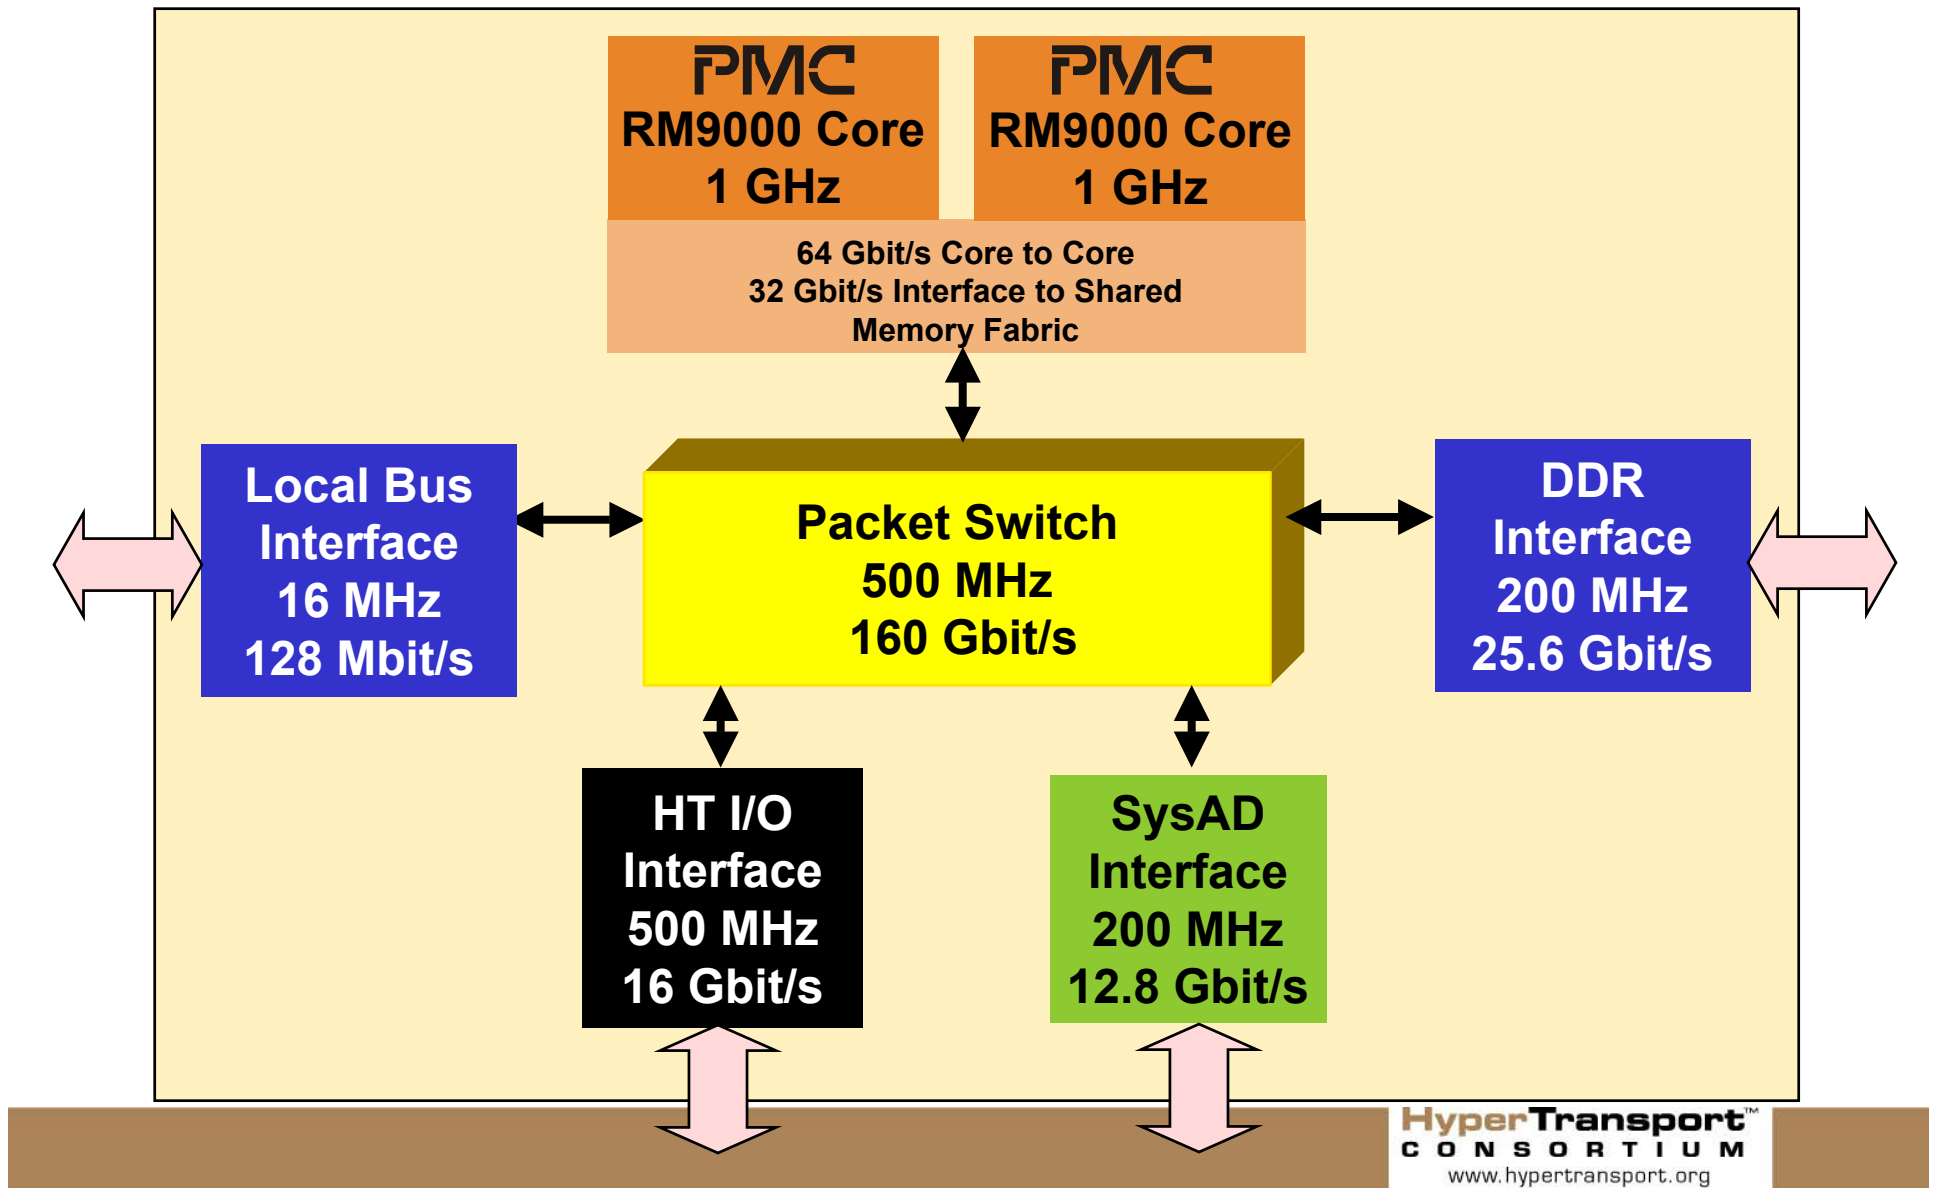 PMC
RM9000 Core
1 GHz
PMC
RM9000 Core
1 GHz
64 Gbit/s Core to Core
32 Gbit/s Interface to Shared
Memory Fabric
Local Bus
Interface
16 MHz
128 Mbit/s
Packet Switch
500 MHz
160 Gbit/s
DDR
Interface
200 MHz
25.6 Gbit/s
HT I/O
Interface
500 MHz
16 Gbit/s
SysAD
Interface
200 MHz
12.8 Gbit/s
HyperTransport™
CONSORTIUM
www.hypertransport.org